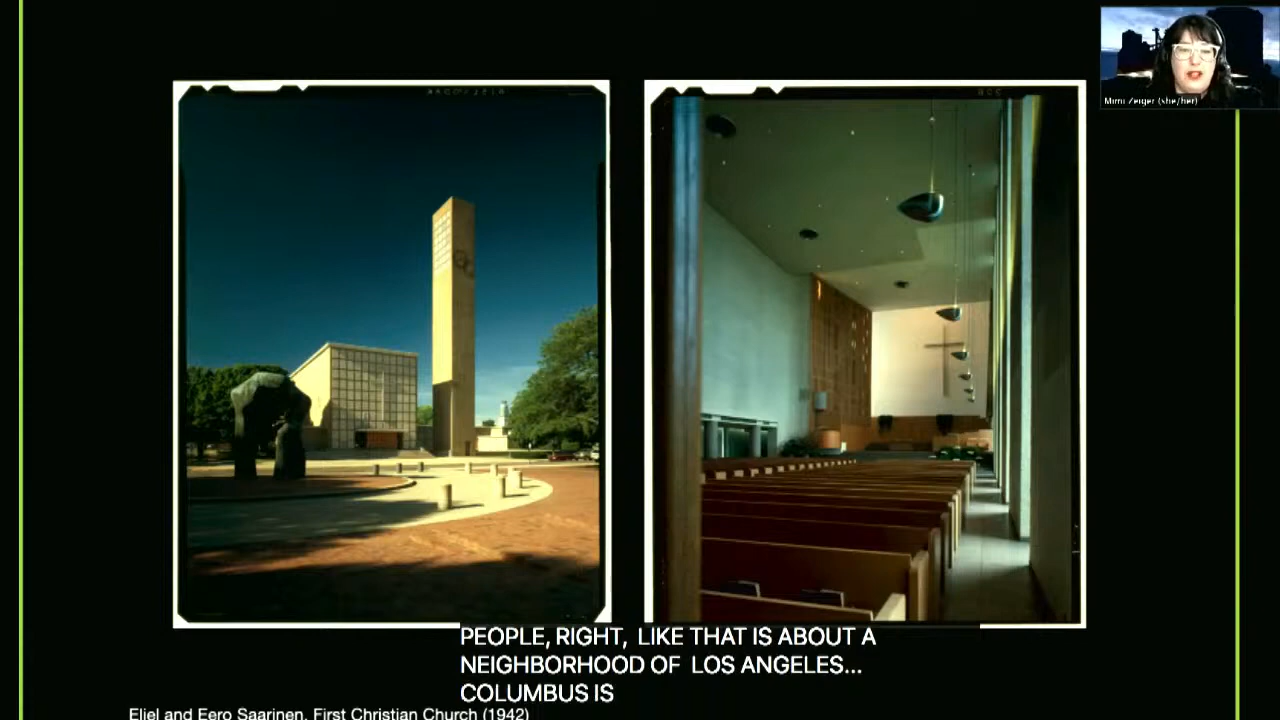 Mimi Zeiger (she/her)
PEOPLE, RIGHT, LIKE THAT IS ABOUT A
NEIGHBORHOOD OF LOS ANGELES...
COLUMBUS IS
Eliel and Eero Saarinen, First Christian Church (1942)